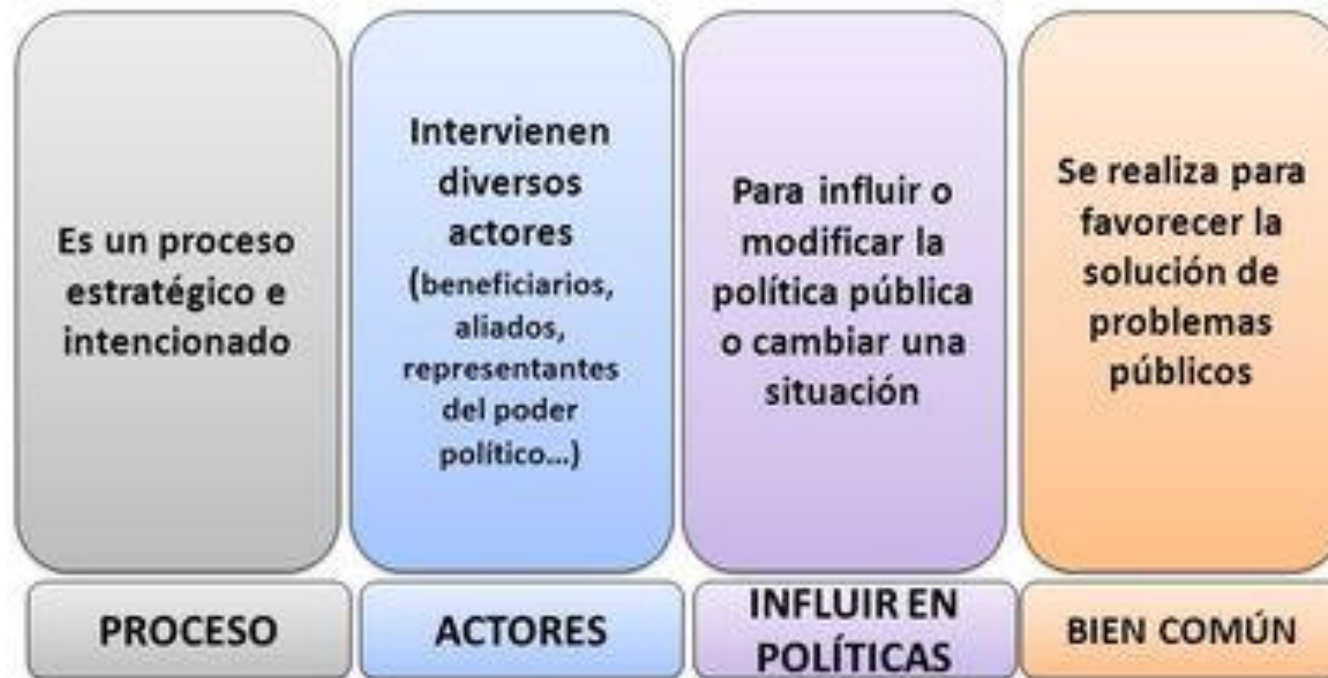 Es un proceso
estratégico e
intencionado
PROCESO
Intervienen
diversos
actores
(beneficiarios,
aliados,
representantes
del poder
político...)
ACTORES
Para influir o
modificar la
política pública
o cambiar una
situación
INFLUIR EN
POLÍTICAS
Se realiza para
favorecer la
solución de
problemas
públicos
BIEN COMÚN